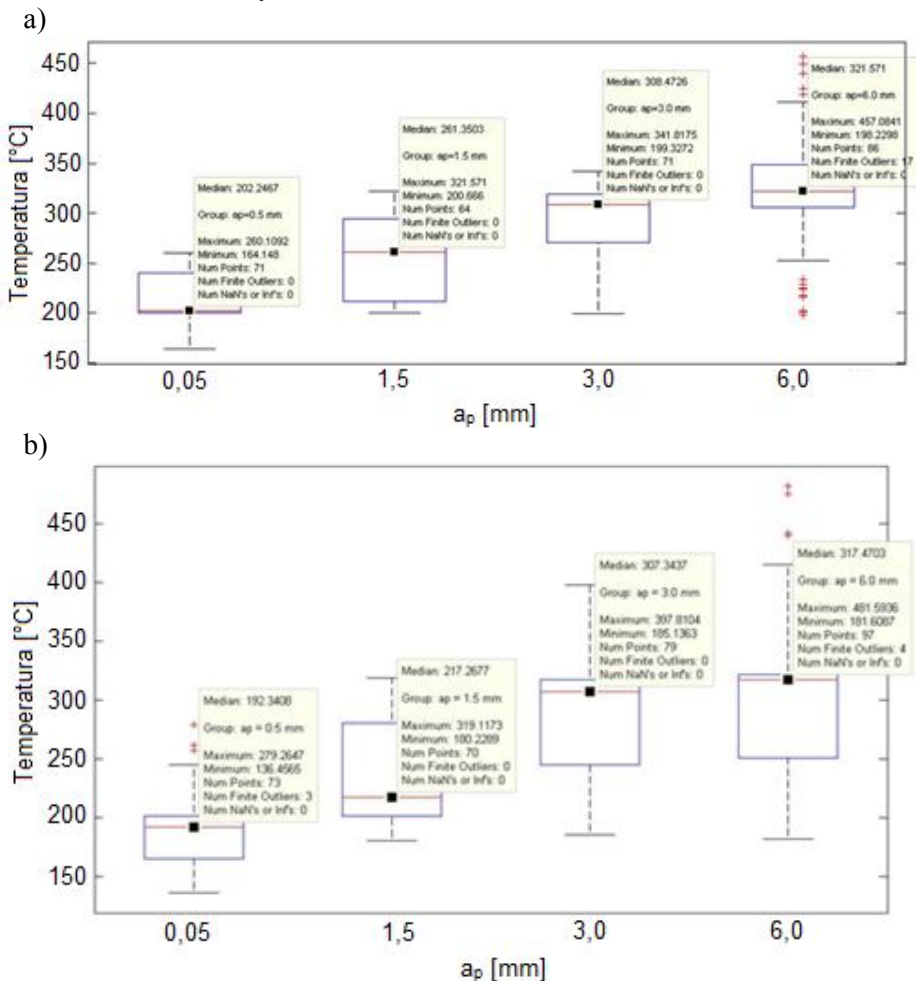 a)
450
400
350
300
250
200
150
Temperatura [°C]
Median: 202.2467
Group: ap=0.5 mm
Maximum: 260.1092
Minimum: 164.148
Num Points: 71
Num Finite Outliers: 0
Num NaN's or Inf's: 0
Median: 261.3503
Group: ap=1.5 mm
Maximum: 321.571
Minimum: 200.666
Num Points: 64
Num Finite Outliers: 0
Num NaN's or Inf's: 0
Median: 308.4726
Group: ap=3.0 mm
Maximum: 341.8175
Minimum: 199.3272
Num Points: 71
Num Finite Outliers: 0
Num NaN's or Inf's: 0
Median: 321.571
Group: ap=6.0 mm
Maximum: 457.0841
Minimum: 198.2298
Num Points: 86
Num Finite Outliers: 17
Num NaN's or Inf's: 0
0,05 1,5 3,0 6,0
ap [mm]
b)
450
400
350
300
250
200
150
Temperatura [°C]
Median: 192.3408
Group: ap = 0.5 mm
Maximum: 279.2647
Minimum: 136.4565
Num Points: 73
Num Finite Outliers: 3
Num NaN's or Inf's: 0
Median: 217.2677
Group: ap = 1.5 mm
Maximum: 319.1173
Minimum: 180.2289
Num Points: 70
Num Finite Outliers: 0
Num NaN's or Inf's: 0
Median: 307.3437
Group: ap = 3.0 mm
Maximum: 397.8104
Minimum: 185.1363
Num Points: 79
Num Finite Outliers: 0
Num NaN's or Inf's: 0
Median: 317.4703
Group: ap = 6.0 mm
Maximum: 481.5936
Minimum: 181.6087
Num Points: 97
Num Finite Outliers: 4
Num NaN's or Inf's: 0
0,05 1,5 3,0 6,0
ap [mm]